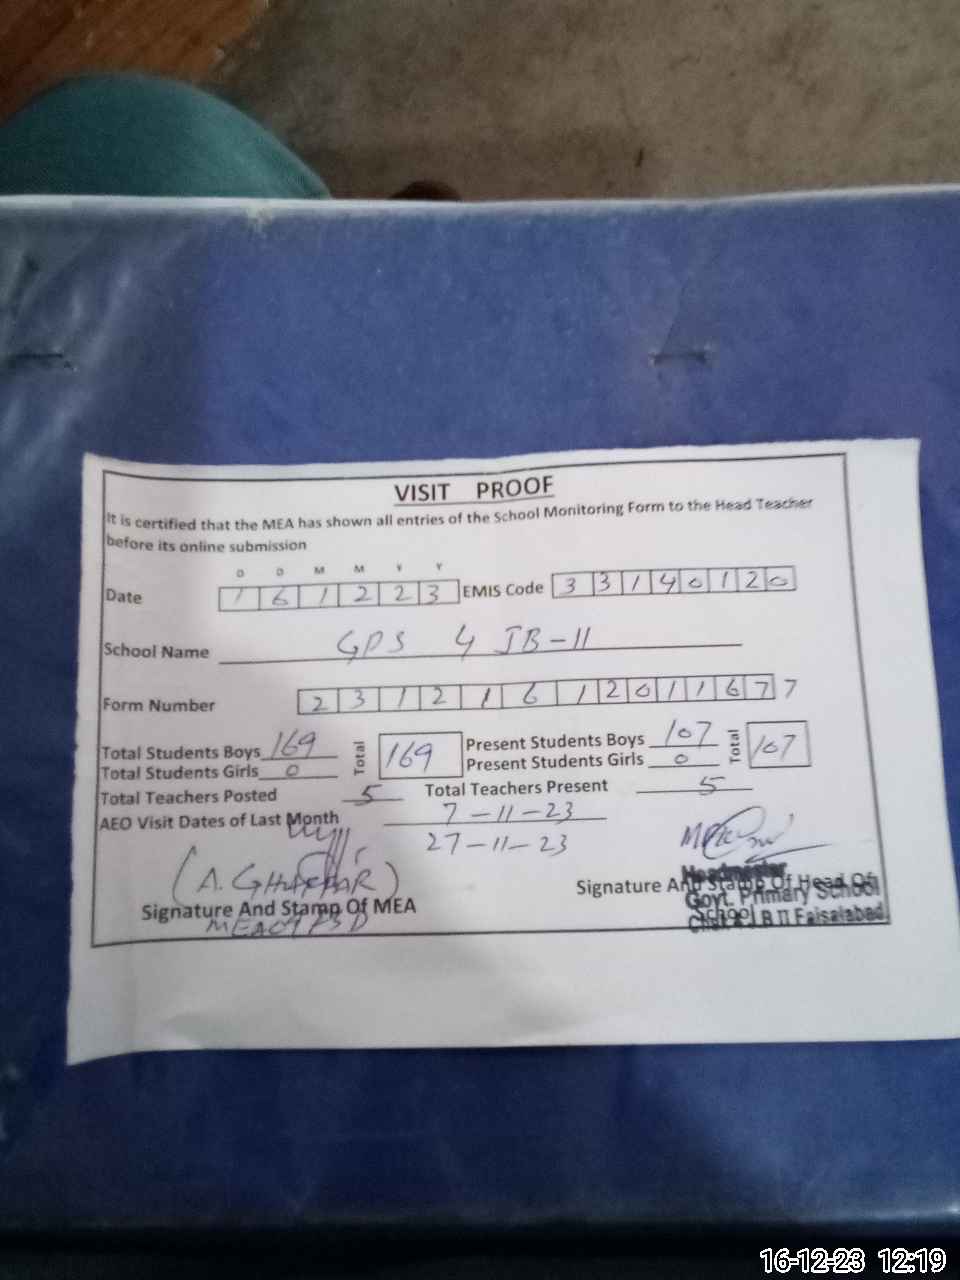 VISIT PROOF
It is certified that the MEA has shown all entries of the School Monitoring Form to the Head Teacher
before its online submission
D D M M Y Y
Date 1 6 1 2 2 3 EMIS Code 3 3 1 4 0 1 2 0
School Name GPS 4 JB-II
Form Number 2 3 1 2 1 6 1 2 0 1 1 6 7 7
Total Students Boys 169 Total 169 Present Students Boys 107 Total 107
Total Students Girls 0 Present Students Girls 0
Total Teachers Posted 5 Total Teachers Present 5
AEO Visit Dates of Last Month 7-11-23
27-11-23
(A. GHAFFAR)
Signature And Stamp Of MEA
Signature And Stamp Of Head Of
School
Headmaster
Govt. Primary School
J B II Faisalabad
16-12-23 12:19